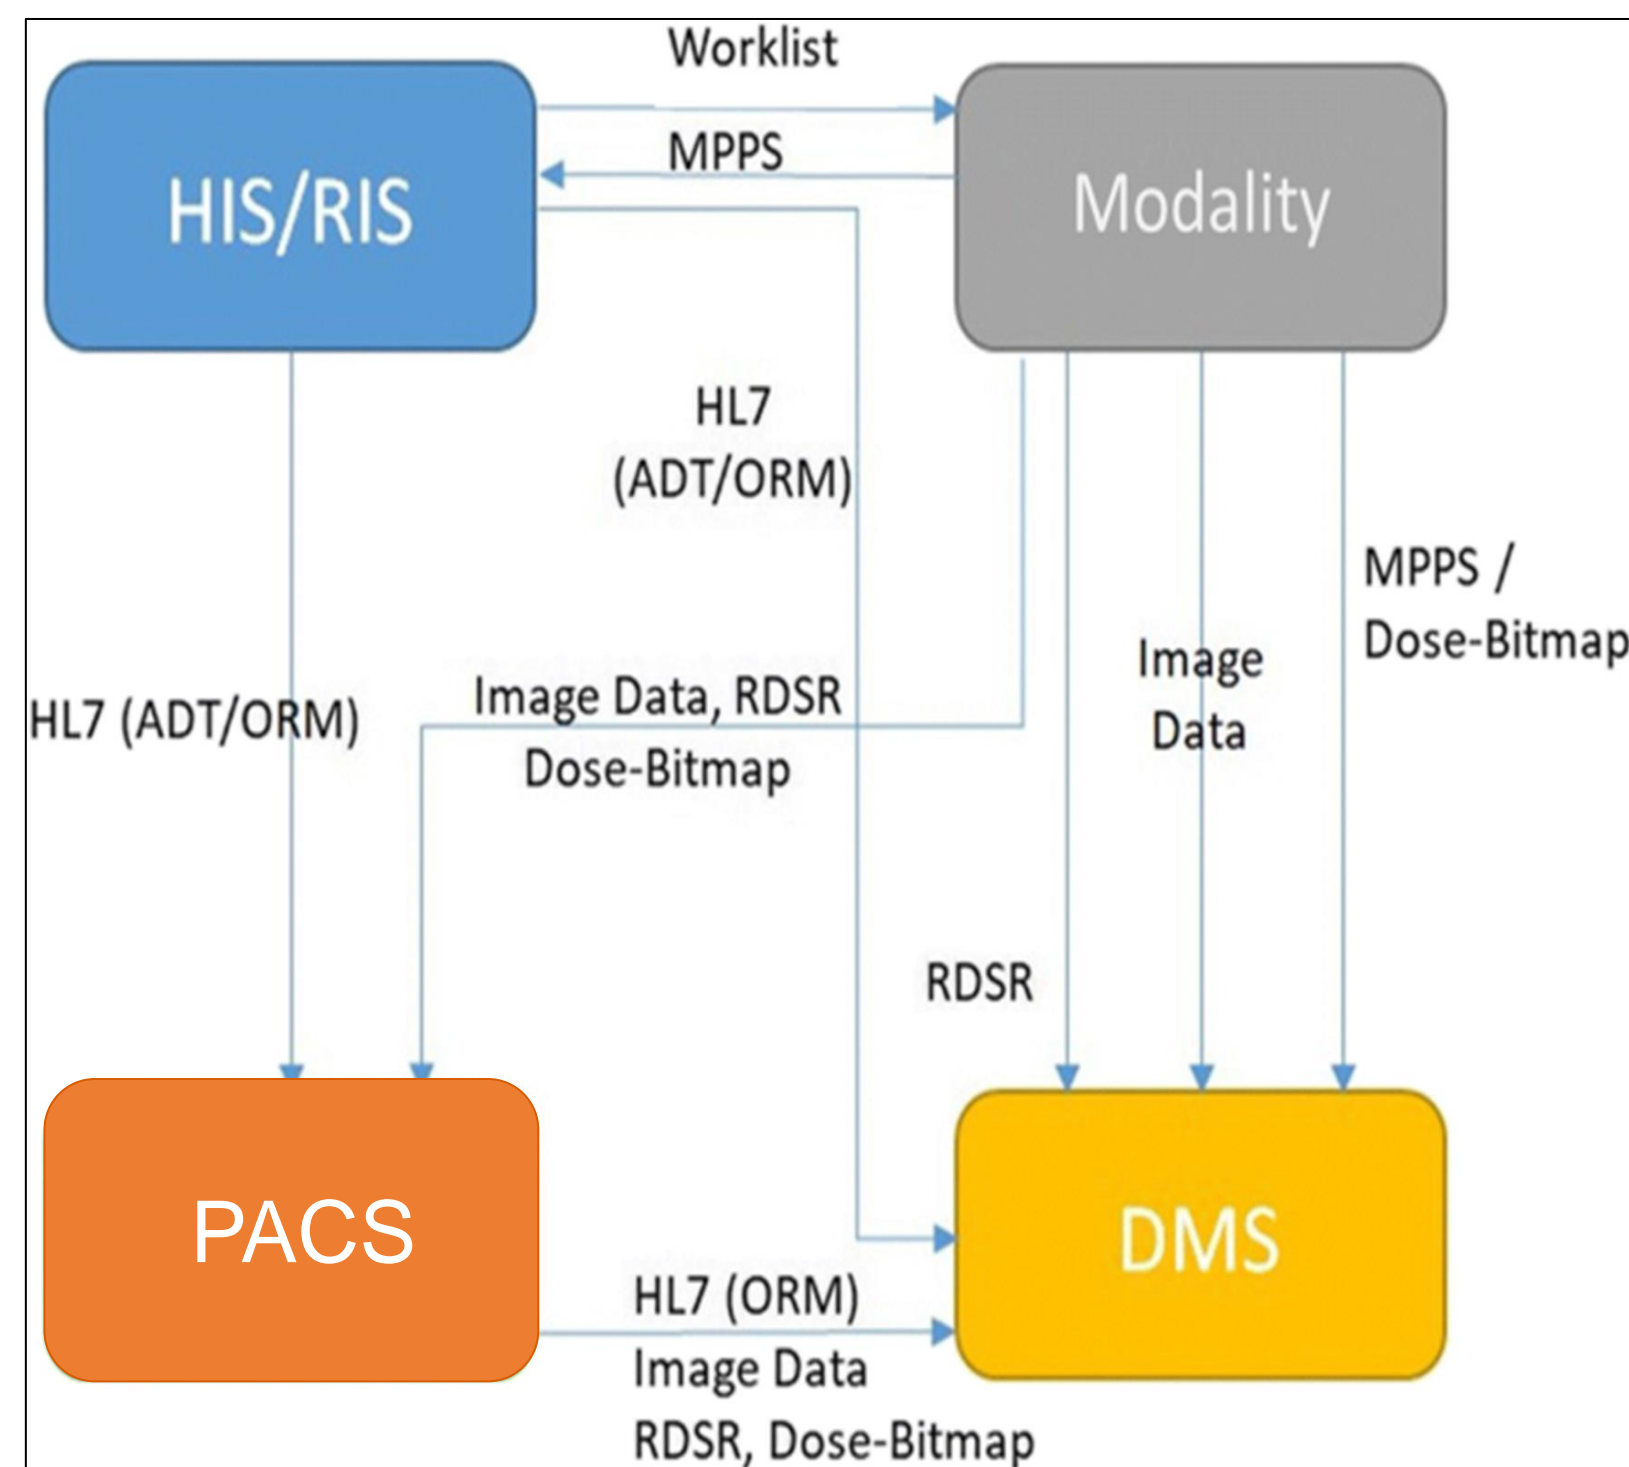 Worklist
MPPS
HIS/RIS
Modality
HL7
(ADT/ORM)
MPPS /
Dose-Bitmap
Image
Data
HL7 (ADT/ORM)
Image Data, RDSR
Dose-Bitmap
RDSR
PACS
DMS
HL7 (ORM)
Image Data
RDSR, Dose-Bitmap